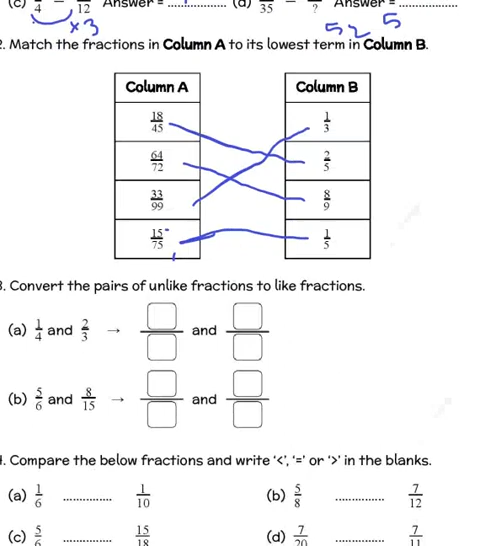 (c) 4 12 Answer = ............... (d) 35 ? Answer = ...............
×3 5 2 5
2. Match the fractions in Column A to its lowest term in Column B.
Column A Column B
18/45 1/3
64/72 2/5
33/99 8/9
15/75 1/5
3. Convert the pairs of unlike fractions to like fractions.
(a) 1/4 and 2/3 → and
(b) 5/6 and 8/15 → and
4. Compare the below fractions and write '<', '=' or '>' in the blanks.
(a) 1/6 ............... 1/10 (b) 5/8 ............... 7/12
(c) 5/6 ............... 15/18 (d) 7/20 ............... 7/11